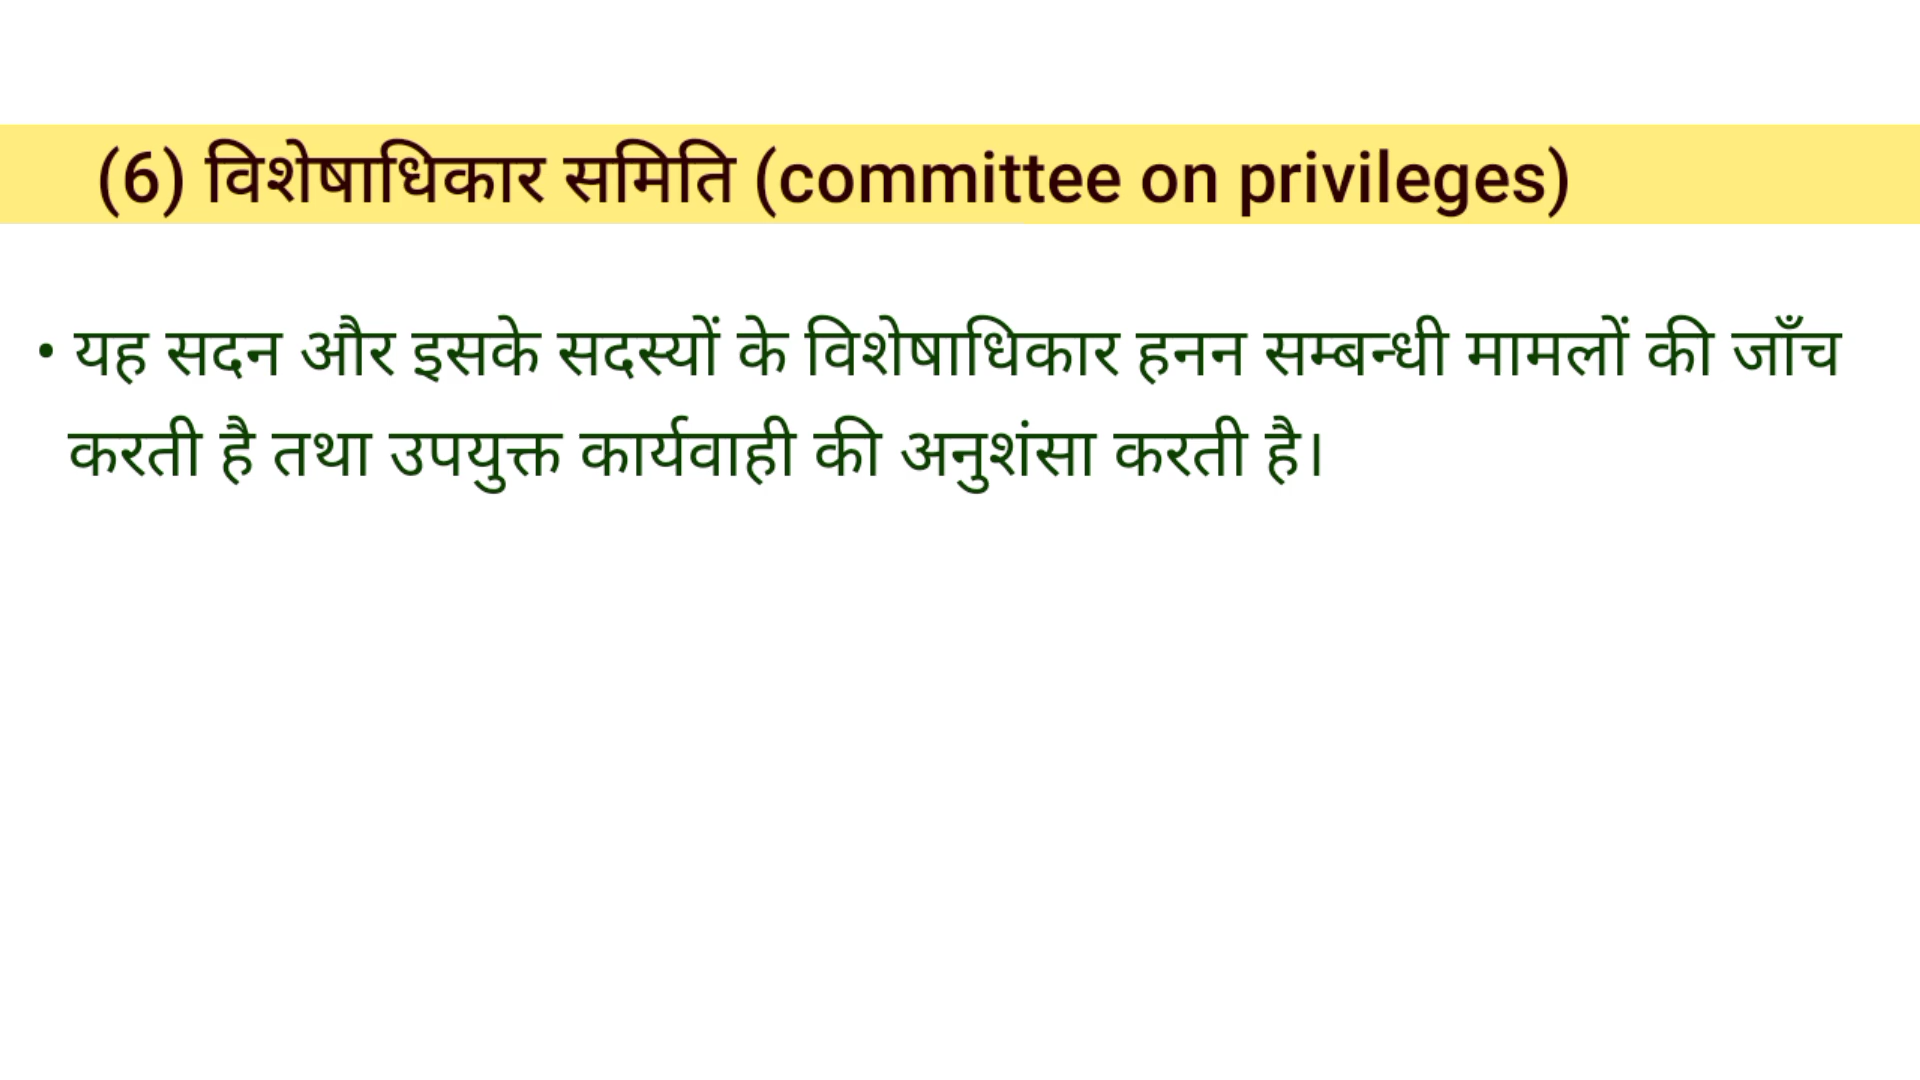 (6) विशेषाधिकार समिति (committee on privileges)
• यह सदन और इसके सदस्यों के विशेषाधिकार हनन सम्बन्धी मामलों की जाँच
करती है तथा उपयुक्त कार्यवाही की अनुशंसा करती है।